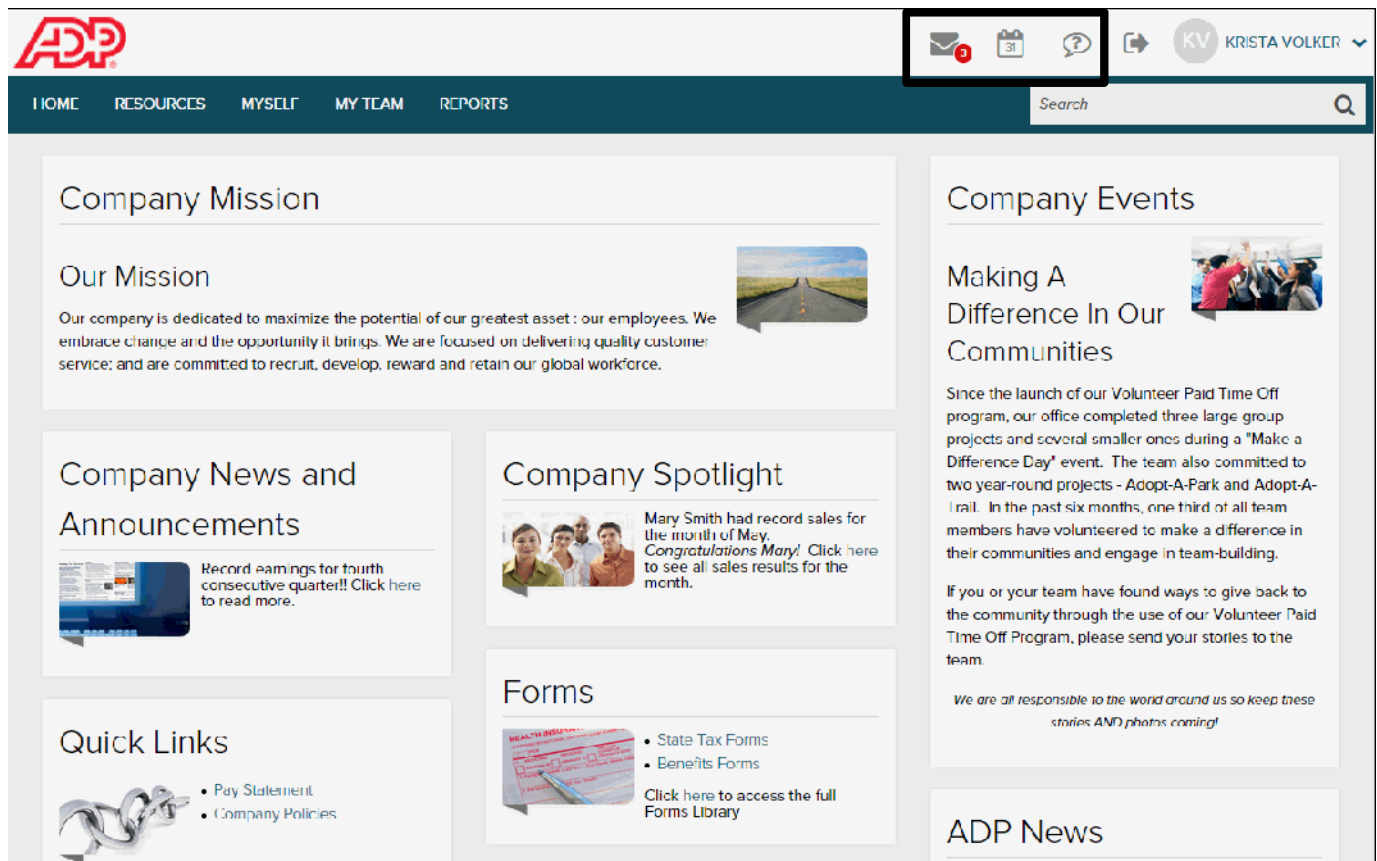 ADP
3
31
?
KV
KRISTA VOLKER
HOME RESOURCES MYSELF MY TEAM REPORTS
Search
Company Mission
Our Mission
Our company is dedicated to maximize the potential of our greatest asset : our employees. We
embrace change and the opportunity it brings. We are focused on delivering quality customer
service; and are committed to recruit, develop, reward and retain our global workforce.
Company News and
Announcements
Record earnings for fourth
consecutive quarter!! Click here
to read more.
Quick Links
• Pay Statement
• Company Policies
Company Spotlight
Mary Smith had record sales for
the month of May.
Congratulations Mary! Click here
to see all sales results for the
month.
Forms
HEALTH INSU
• State Tax Forms
• Benefits Forms
Click here to access the full
Forms Library
Company Events
Making A
Difference In Our
Communities
Since the launch of our Volunteer Paid Time Off
program, our office completed three large group
projects and several smaller ones during a "Make a
Difference Day" event. The team also committed to
two year-round projects - Adopt-A-Park and Adopt-A-
Trail. In the past six months, one third of all team
members have volunteered to make a difference in
their communities and engage in team-building.
If you or your team have found ways to give back to
the community through the use of our Volunteer Paid
Time Off Program, please send your stories to the
team.
We are all responsible to the world around us so keep these
stories AND photos coming!
ADP News